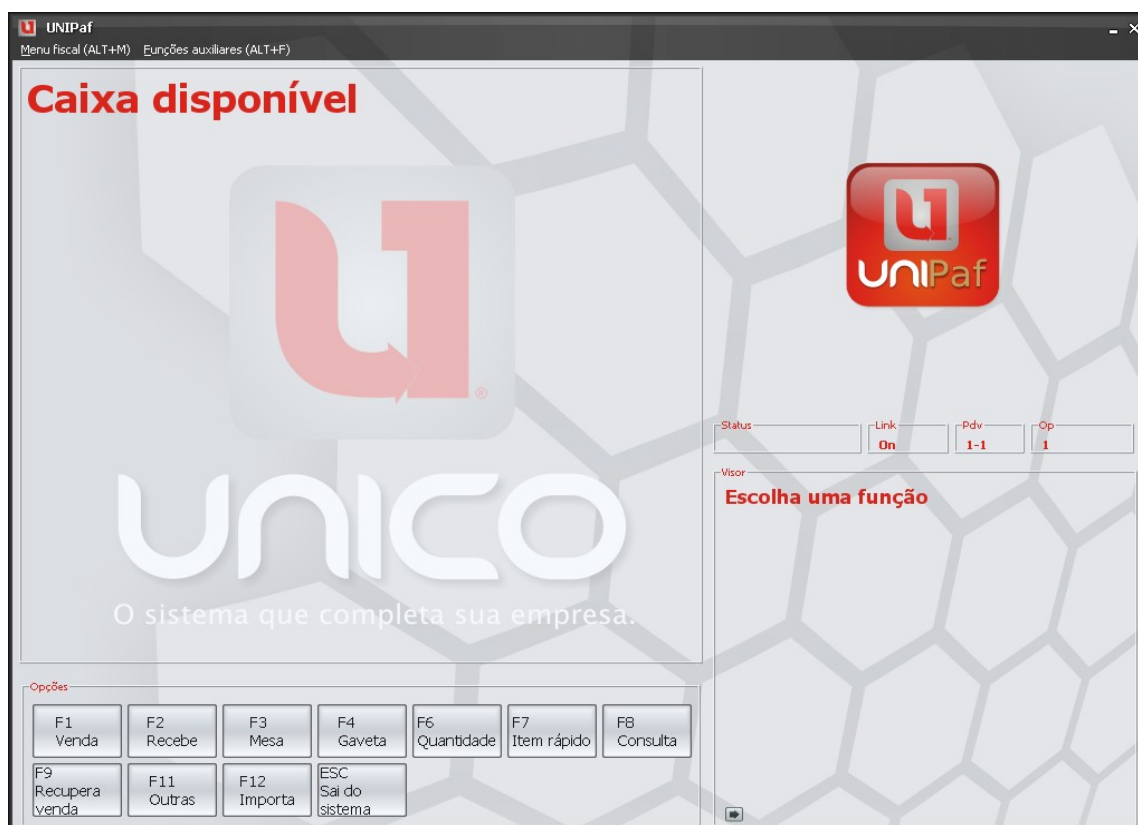 UNIPaf
Menu fiscal (ALT+M) Funções auxiliares (ALT+F)
Caixa disponível
UNIPaf
UNICO
O sistema que completa sua empresa.
Status
Link
On
Pdv
1-1
Op
1
Visor
Escolha uma função
Opções
F1
Venda
F2
Recebe
F3
Mesa
F4
Gaveta
F6
Quantidade
F7
Item rápido
F8
Consulta
F9
Recupera
venda
F11
Outras
F12
Importa
ESC
Sai do
sistema